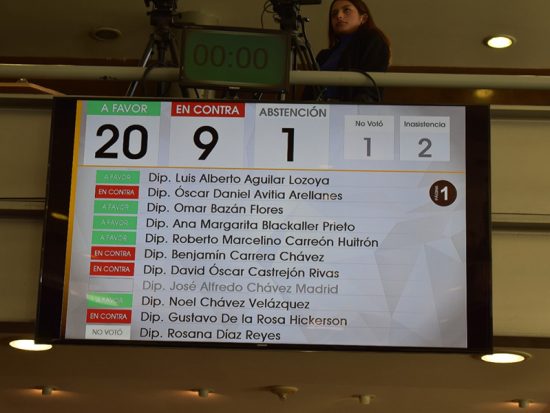 00:00
A FAVOR EN CONTRA ABSTENCIÓN No Votó Inasistencia
20 9 1 1 2
A FAVOR Dip. Luis Alberto Aguilar Lozoya
EN CONTRA Dip. Óscar Daniel Avitia Arellanes
A FAVOR Dip. Omar Bazán Flores
A FAVOR Dip. Ana Margarita Blackaller Prieto
A FAVOR Dip. Roberto Marcelino Carreón Huitrón
EN CONTRA Dip. Benjamín Carrera Chávez
EN CONTRA Dip. David Óscar Castrejón Rivas
Dip. José Alfredo Chávez Madrid
A FAVOR Dip. Noel Chávez Velázquez
EN CONTRA Dip. Gustavo De la Rosa Hickerson
NO VOTÓ Dip. Rosana Díaz Reyes
PÁGINA 1